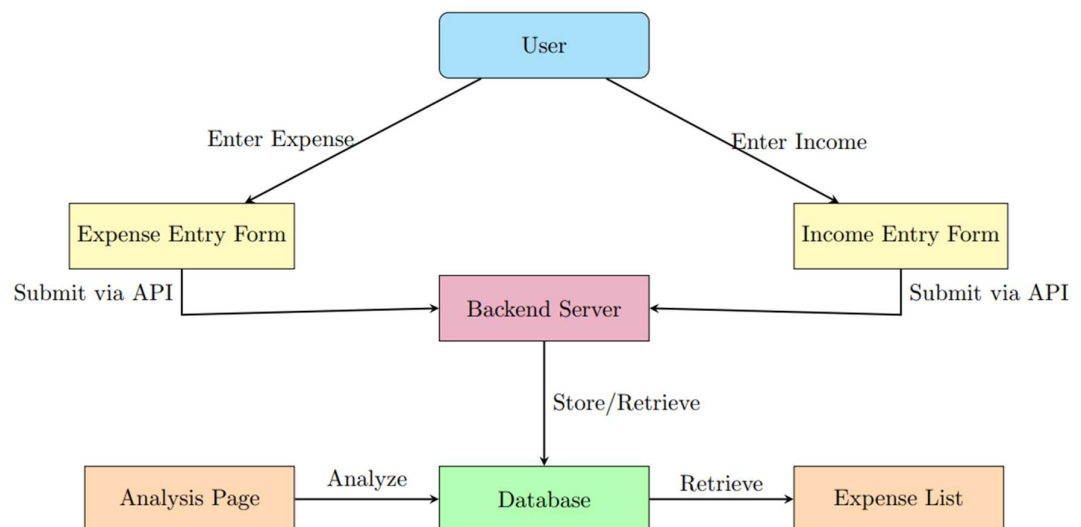 User
Enter Expense
Enter Income
Expense Entry Form
Income Entry Form
Submit via API
Submit via API
Backend Server
Store/Retrieve
Analysis Page
Analyze
Database
Retrieve
Expense List